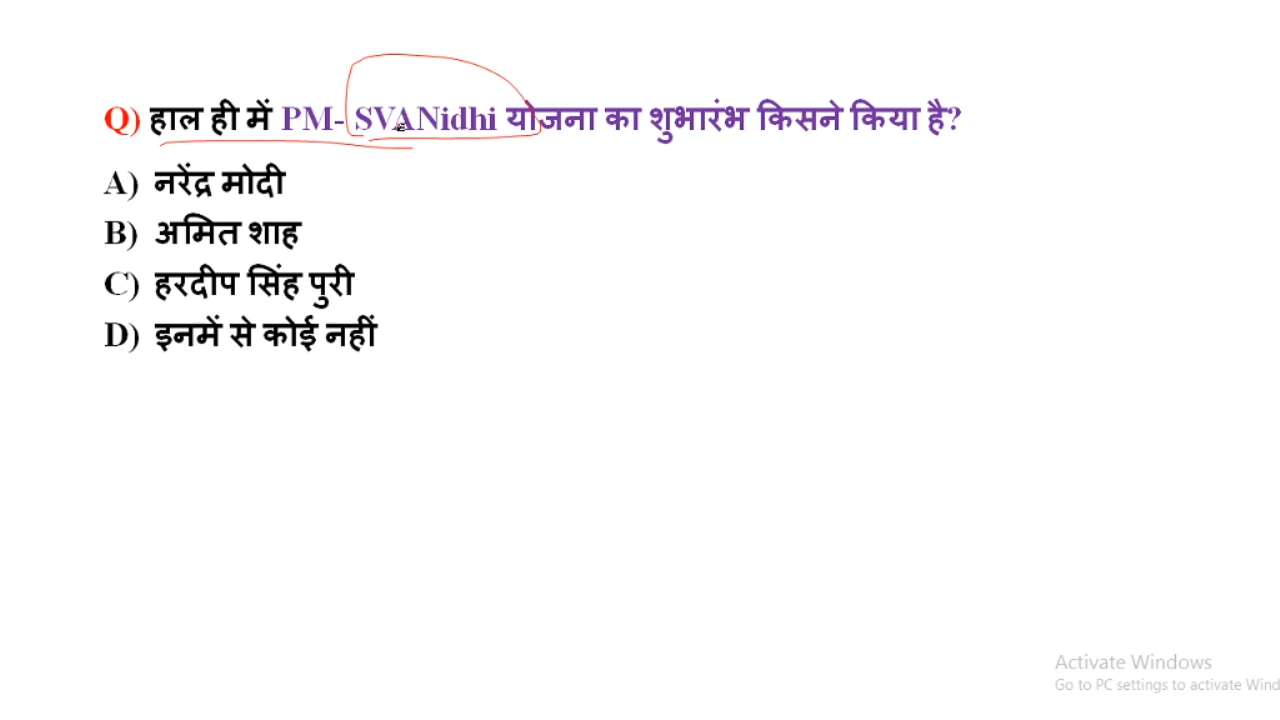 Q) हाल ही में PM- SVANidhi योजना का शुभारंभ किसने किया है?
A) नरेंद्र मोदी
B) अमित शाह
C) हरदीप सिंह पुरी
D) इनमें से कोई नहीं
Activate Windows
Go to PC settings to activate Wind